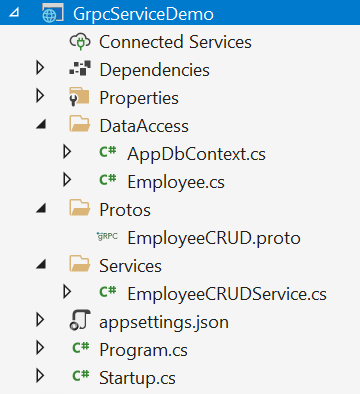 GrpcServiceDemo
Connected Services
Dependencies
Properties
DataAccess
C# AppDbContext.cs
C# Employee.cs
Protos
gRPC EmployeeCRUD.proto
Services
C# EmployeeCRUDService.cs
appsettings.json
C# Program.cs
C# Startup.cs